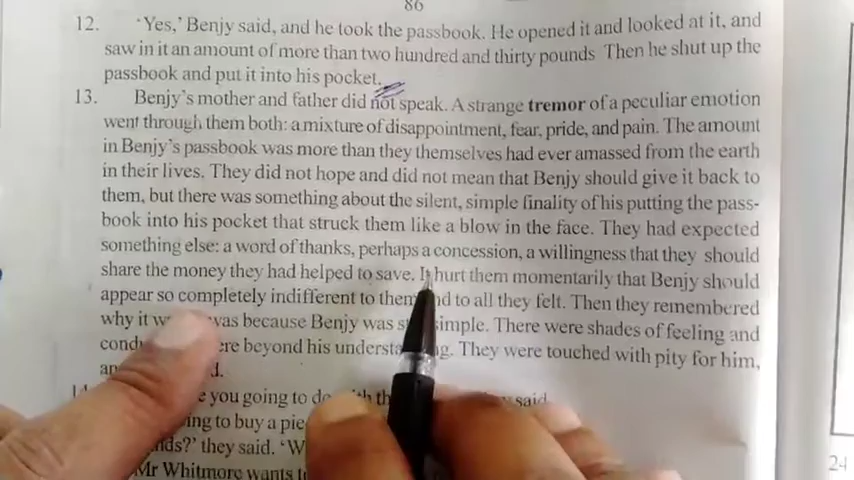 86
12. 'Yes,' Benjy said, and he took the passbook. He opened it and looked at it, and
saw in it an amount of more than two hundred and thirty pounds Then he shut up the
passbook and put it into his pocket.
13. Benjy's mother and father did not speak. A strange tremor of a peculiar emotion
went through them both: a mixture of disappointment, fear, pride, and pain. The amount
in Benjy's passbook was more than they themselves had ever amassed from the earth
in their lives. They did not hope and did not mean that Benjy should give it back to
them, but there was something about the silent, simple finality of his putting the pass-
book into his pocket that struck them like a blow in the face. They had expected
something else: a word of thanks, perhaps a concession, a willingness that they should
share the money they had helped to save. It hurt them momentarily that Benjy should
appear so completely indifferent to them and to all they felt. Then they remembered
why it was because Benjy was simple. There were shades of feeling and
beyond his understanding. They were touched with pity for him,
you going to do with they said.
to buy a
they said.
Mr Whitmore wants
24